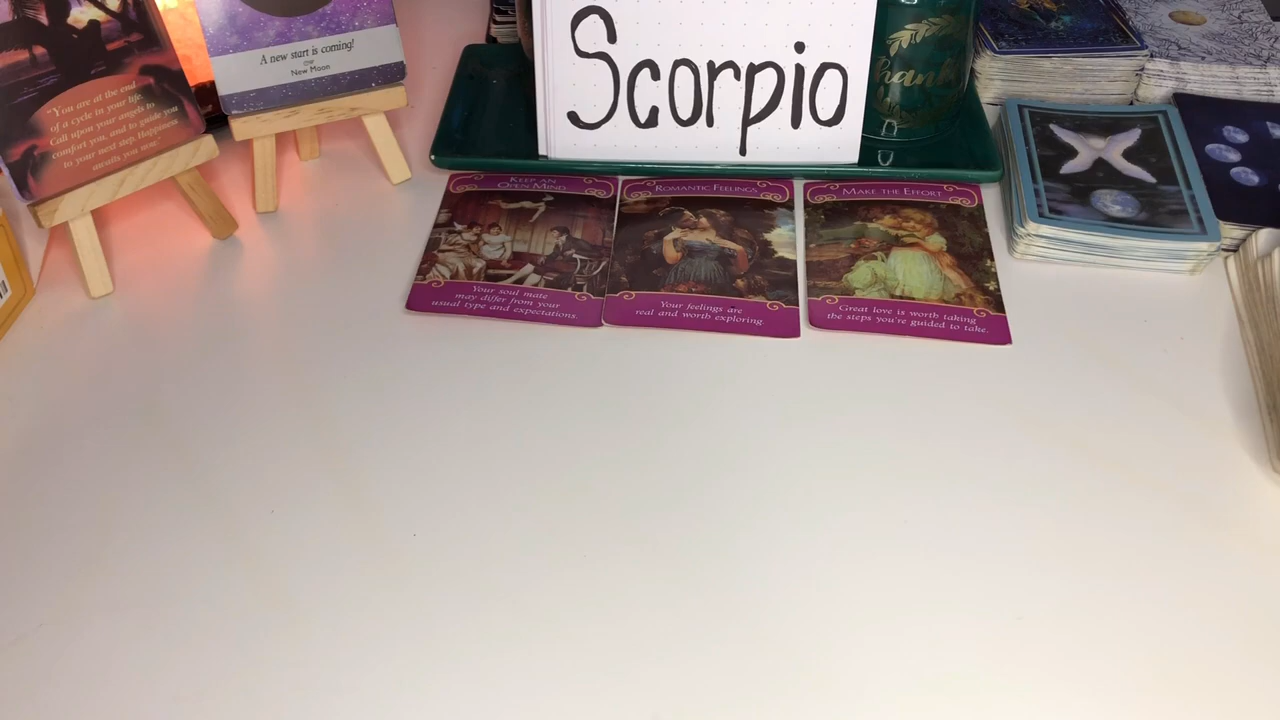 "You are at the end
of a cycle in your life.
Call upon your angels to
comfort you, and to guide you
to your next step. Happiness
awaits you now."
A new start is coming!
New Moon
Scorpio
KEEP AN
OPEN MIND
Your soul mate
may differ from your
usual type and expectations.
ROMANTIC FEELINGS
Your feelings are
real and worth exploring.
MAKE THE EFFORT
Great love is worth taking
the steps you're guided to take.